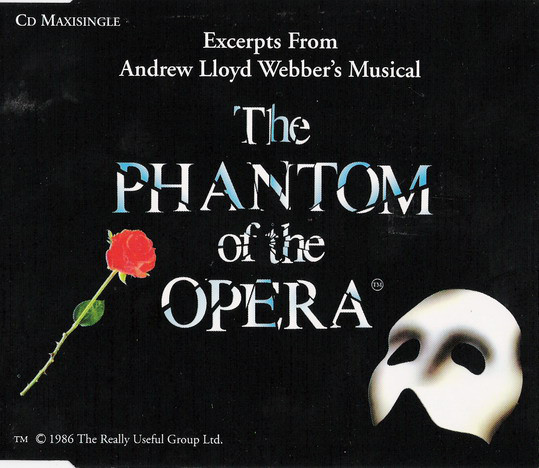 CD MAXISINGLE
Excerpts From
Andrew Lloyd Webber's Musical
The
PHANTOM
of the
OPERA™
TM © 1986 The Really Useful Group Ltd.